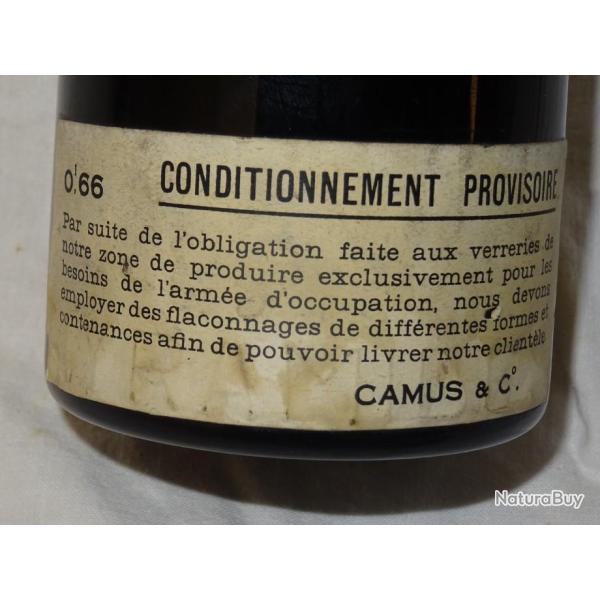 0,l66 CONDITIONNEMENT PROVISOIRE.
Par suite de l'obligation faite aux verreries de
notre zone de produire exclusivement pour les
besoins de l'armée d'occupation, nous devons
employer des flaconnages de différentes formes et
contenances afin de pouvoir livrer notre clientèle
CAMUS & Cº.
NaturaBuy